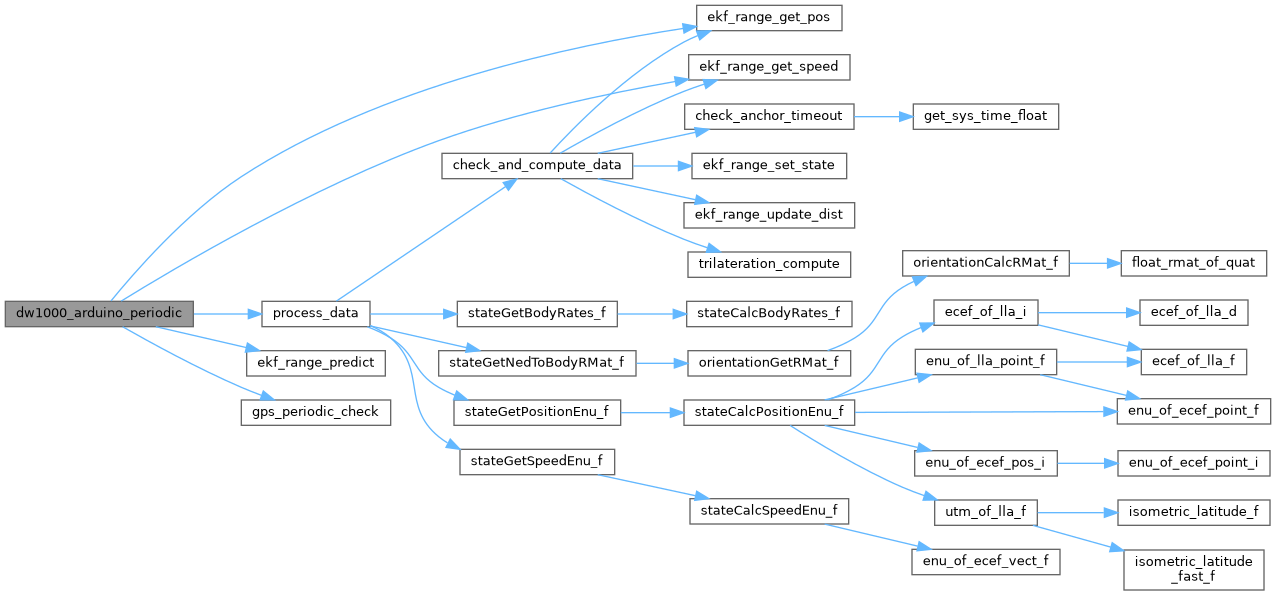 ekf_range_get_pos
ekf_range_get_speed
check_anchor_timeout
get_sys_time_float
check_and_compute_data
ekf_range_set_state
ekf_range_update_dist
trilateration_compute
orientationCalcRMat_f
float_rmat_of_quat
dw1000_arduino_periodic
process_data
stateGetBodyRates_f
stateCalcBodyRates_f
ecef_of_lla_i
ecef_of_lla_d
ekf_range_predict
stateGetNedToBodyRMat_f
orientationGetRMat_f
enu_of_lla_point_f
ecef_of_lla_f
gps_periodic_check
stateGetPositionEnu_f
stateCalcPositionEnu_f
enu_of_ecef_point_f
stateGetSpeedEnu_f
enu_of_ecef_pos_i
enu_of_ecef_point_i
stateCalcSpeedEnu_f
utm_of_lla_f
isometric_latitude_f
enu_of_ecef_vect_f
isometric_latitude
_fast_f